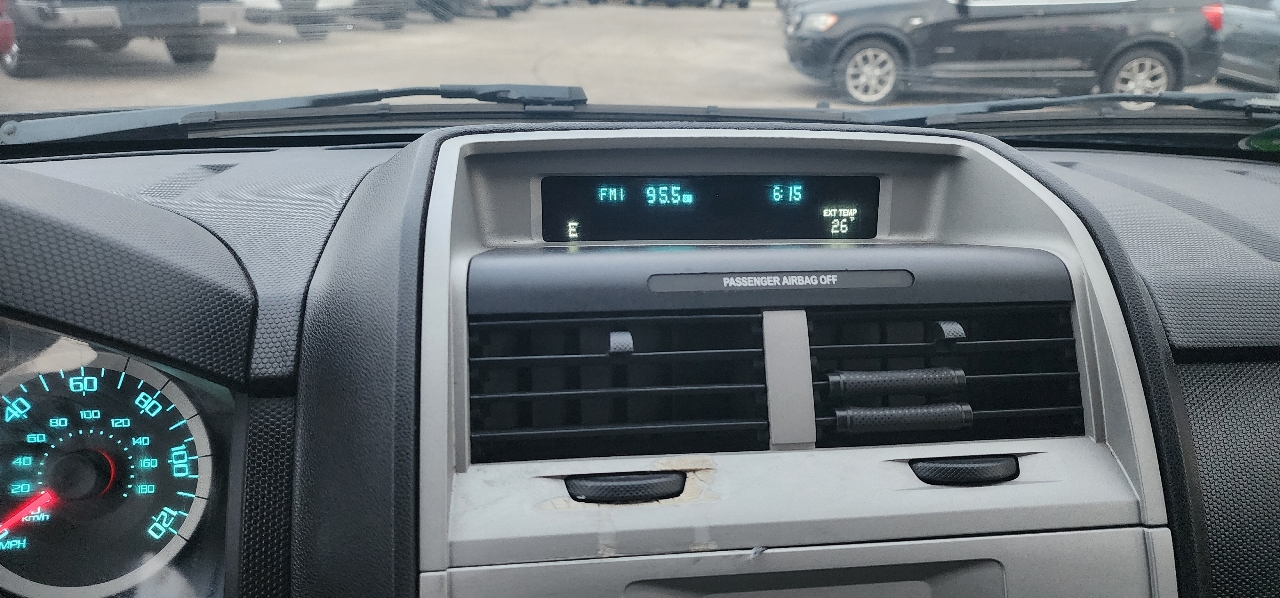 FM1 95.5 6:15
EXT TEMP
E 26°
PASSENGER AIRBAG OFF
40 60 80 100 120
20 40 60 80 100 120 140 160 180
km/h
MPH